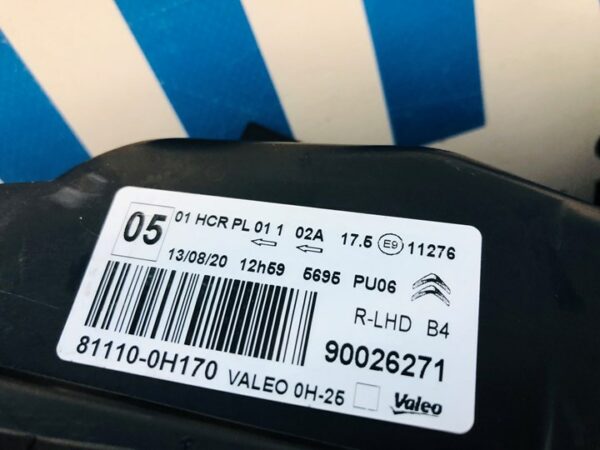 05 01 HCR PL 01 1 02A 17.5 E9 11276
13/08/20 12h59 5695 PU06
R-LHD B4
90026271
81110-0H170 VALEO 0H-25 Valeo